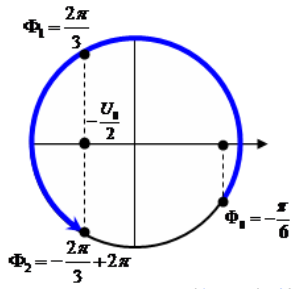 Φ₁ = 2π/3
-U₀/2
Φ₀ = -π/6
Φ₂ = -2π/3 + 2π